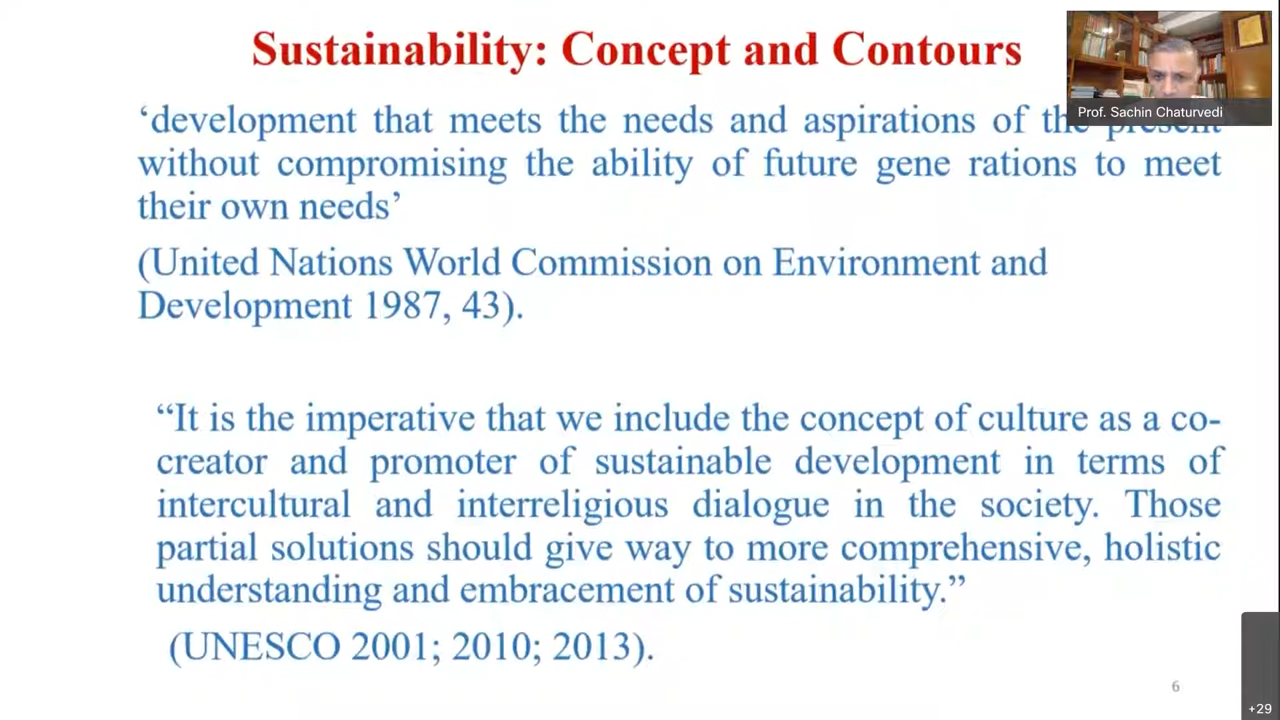 Sustainability: Concept and Contours
Prof. Sachin Chaturvedi
‘development that meets the needs and aspirations of the present
without compromising the ability of future gene rations to meet
their own needs’
(United Nations World Commission on Environment and
Development 1987, 43).
“It is the imperative that we include the concept of culture as a co-
creator and promoter of sustainable development in terms of
intercultural and interreligious dialogue in the society. Those
partial solutions should give way to more comprehensive, holistic
understanding and embracement of sustainability.”
(UNESCO 2001; 2010; 2013).
6
+29